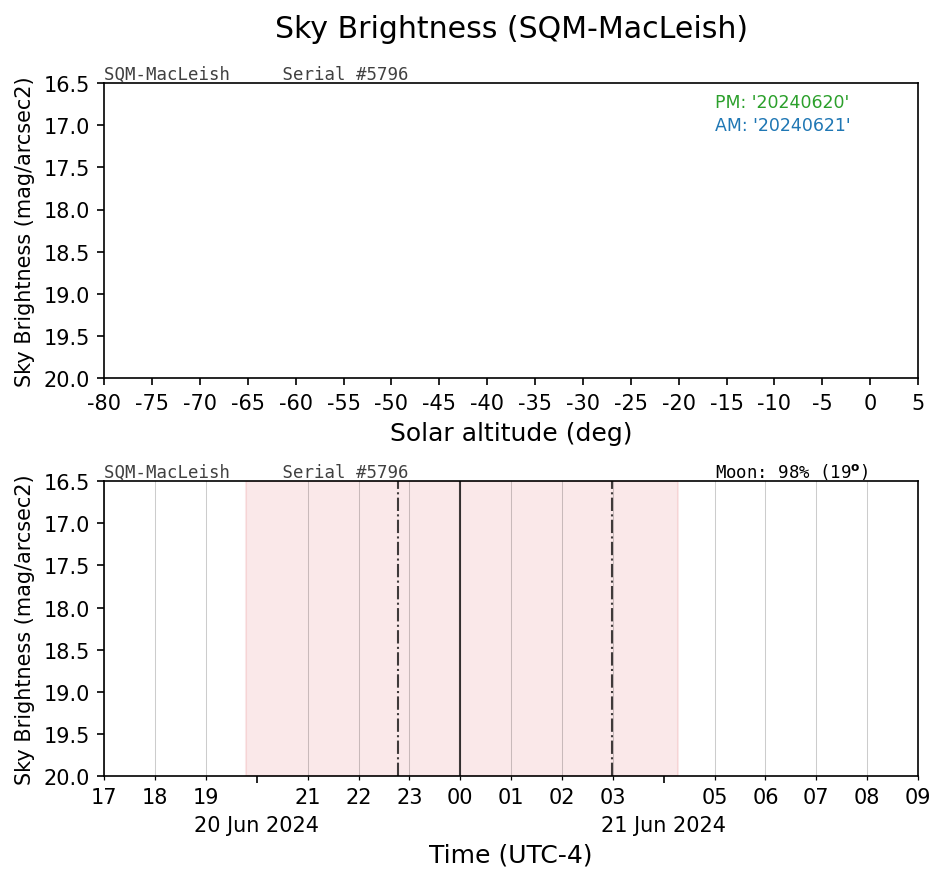 Sky Brightness (SQM-MacLeish)
SQM-MacLeish     Serial #5796
PM: '20240620'
AM: '20240621'
Sky Brightness (mag/arcsec2)
16.5
17.0
17.5
18.0
18.5
19.0
19.5
20.0
-80 -75 -70 -65 -60 -55 -50 -45 -40 -35 -30 -25 -20 -15 -10 -5 0 5
Solar altitude (deg)
SQM-MacLeish     Serial #5796     Moon: 98% (19º)
Sky Brightness (mag/arcsec2)
16.5
17.0
17.5
18.0
18.5
19.0
19.5
20.0
17 18 19 21 22 23 00 01 02 03 05 06 07 08 09
20 Jun 2024 21 Jun 2024
Time (UTC-4)